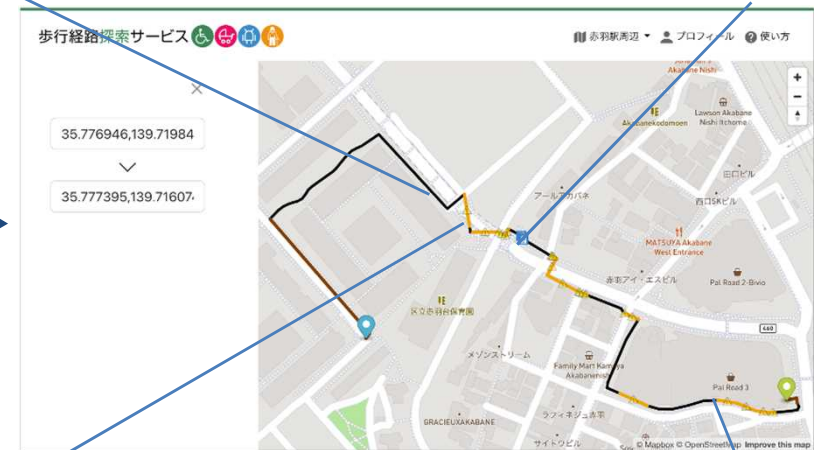 歩行経路探索サービス
赤羽駅周辺
プロフィール
使い方
35.776946,139.71984
35.777395,139.71607
Akabane Nishi
Akabanekodomoen
Lawson Akabane
Nishi Itchome
田口ビル
アールアカバネ
西口SKビル
MATSUYA Akabane
West Entrance
赤羽アイ・エスビル
Pal Road 2-Bivio
区立赤羽台保育園
460
メゾンストリーム
Family Mart Kamiya
Akabanenishi
Pal Road 3
ラフィネジュ赤羽
GRACIEUXAKABANE
サイトウビル
© Mapbox © OpenStreetMap Improve this map